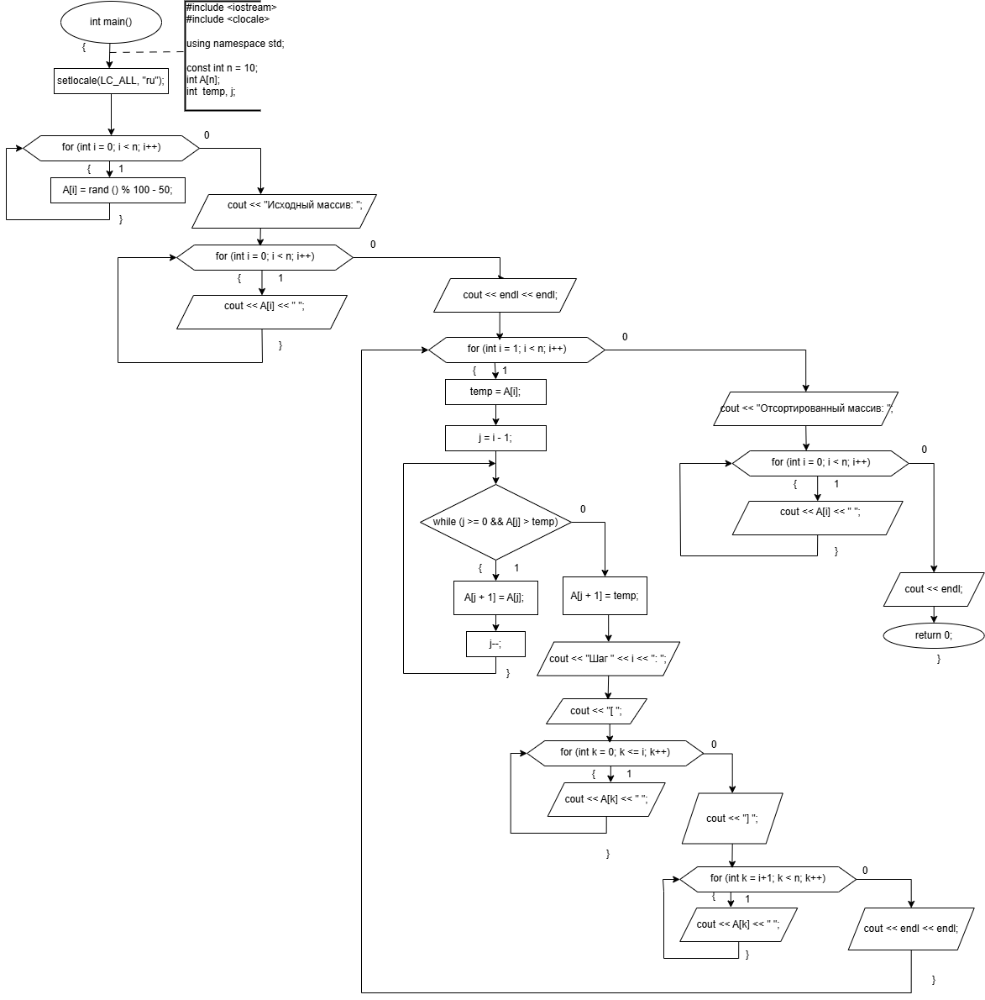 int main()
#include <iostream>
#include <clocale>
using namespace std;
const int n = 10;
int A[n];
int  temp, j;
{
setlocale(LC_ALL, "ru");
for (int i = 0; i < n; i++)
0
{
1
A[i] = rand () % 100 - 50;
}
cout << "Исходный массив: ";
for (int i = 0; i < n; i++)
0
{
1
cout << A[i] << " ";
}
cout << endl << endl;
for (int i = 1; i < n; i++)
0
{
1
temp = A[i];
j = i - 1;
while (j >= 0 && A[j] > temp)
0
{
1
A[j + 1] = A[j];
j--;
}
A[j + 1] = temp;
cout << "Шаг " << i << ": ";
cout << "[ ";
for (int k = 0; k <= i; k++)
0
{
1
cout << A[k] << " ";
}
cout << "] ";
for (int k = i+1; k < n; k++)
0
{
1
cout << A[k] << " ";
}
cout << endl << endl;
}
cout << "Отсортированный массив: ";
for (int i = 0; i < n; i++)
0
{
1
cout << A[i] << " ";
}
cout << endl;
return 0;
}